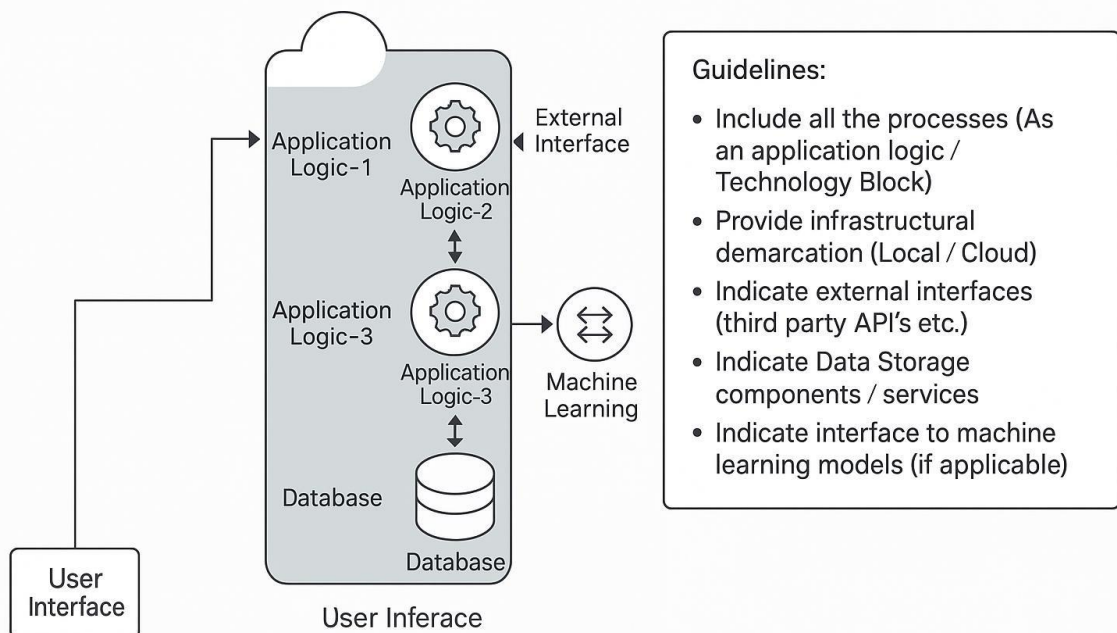 Application
Logic-1
Application
Logic-2
External
Interface
Application
Logic-3
Application
Logic-3
Machine
Learning
Database
Database
User
Interface
User Inferace
Guidelines:
• Include all the processes (As
an application logic /
Technology Block)
• Provide infrastructural
demarcation (Local / Cloud)
• Indicate external interfaces
(third party API's etc.)
• Indicate Data Storage
components / services
• Indicate interface to machine
learning models (if applicable)